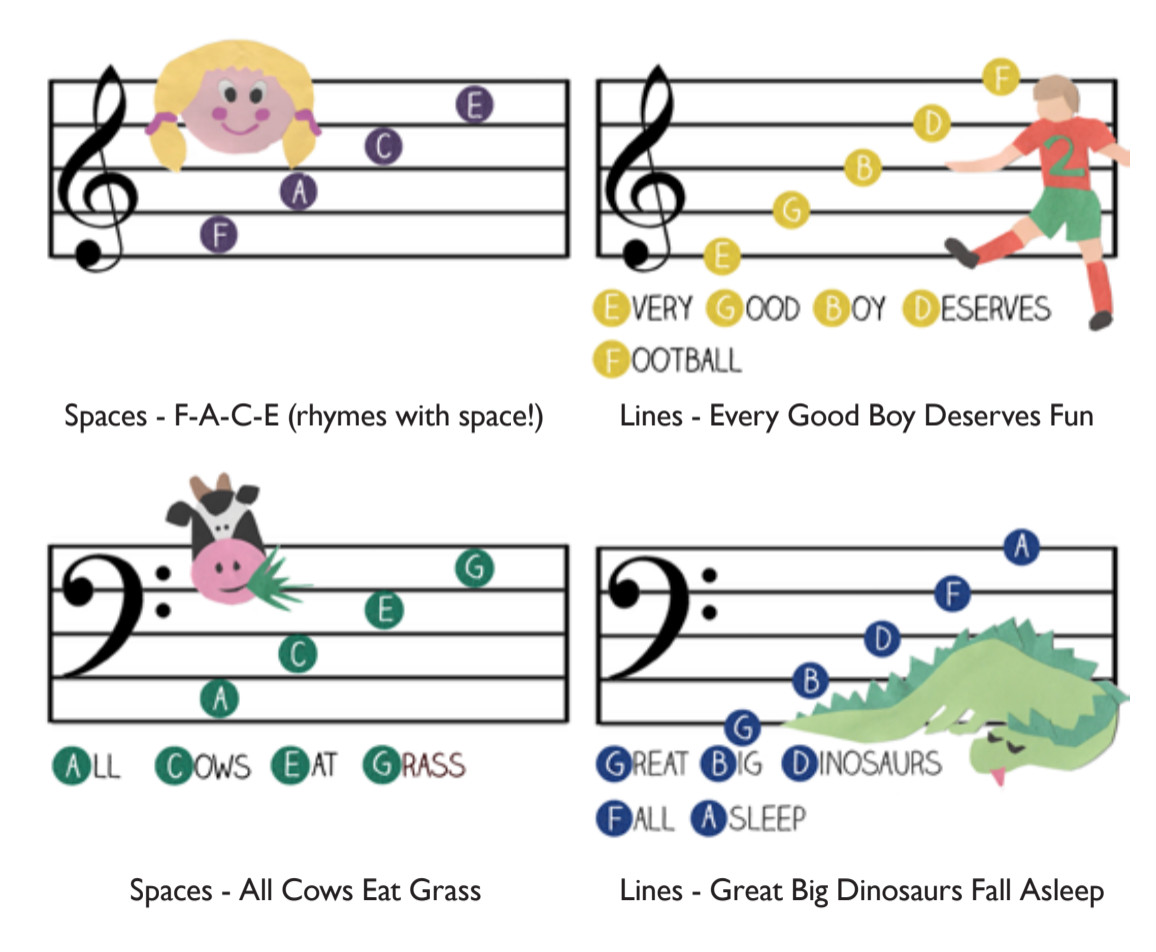 E
C
A
F
F
D
B
G
E
2
EVERY GOOD BOY DESERVES
FOOTBALL
Spaces - F-A-C-E (rhymes with space!)
Lines - Every Good Boy Deserves Fun
G
E
C
A
A
F
D
B
G
ALL COWS EAT GRASS
GREAT BIG DINOSAURS
FALL ASLEEP
Spaces - All Cows Eat Grass
Lines - Great Big Dinosaurs Fall Asleep